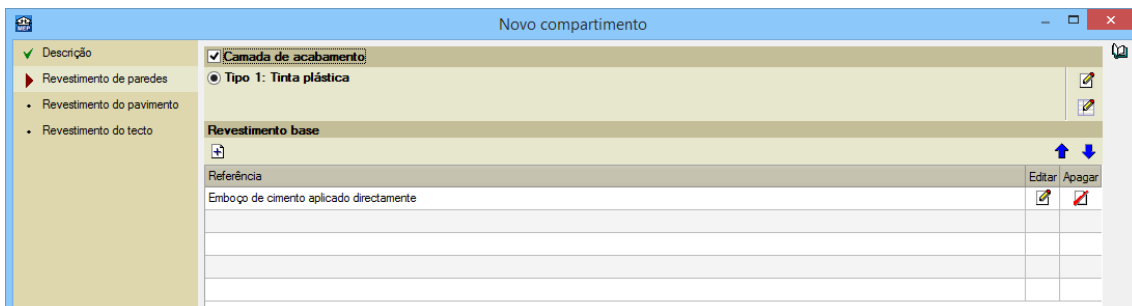 MEP
Novo compartimento
Descrição
Revestimento de paredes
Revestimento do pavimento
Revestimento do tecto
Camada de acabamento
Tipo 1: Tinta plástica
Revestimento base
Referência Editar Apagar
Emboço de cimento aplicado directamente